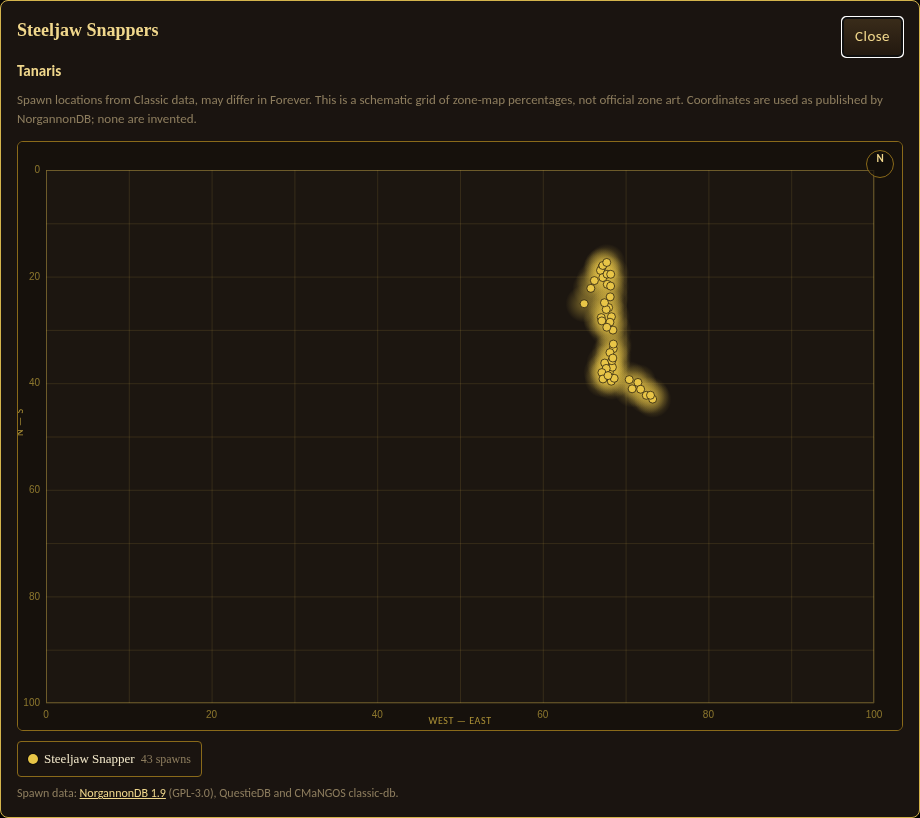 Steeljaw Snappers
Close
Tanaris
Spawn locations from Classic data, may differ in Forever. This is a schematic grid of zone-map percentages, not official zone art. Coordinates are used as published by
NorgannonDB; none are invented.
N
0
20
40
N — S
60
80
100
0 20 40 60 80 100
WEST — EAST
Steeljaw Snapper 43 spawns
Spawn data: NorgannonDB 1.9 (GPL-3.0), QuestieDB and CMaNGOS classic-db.